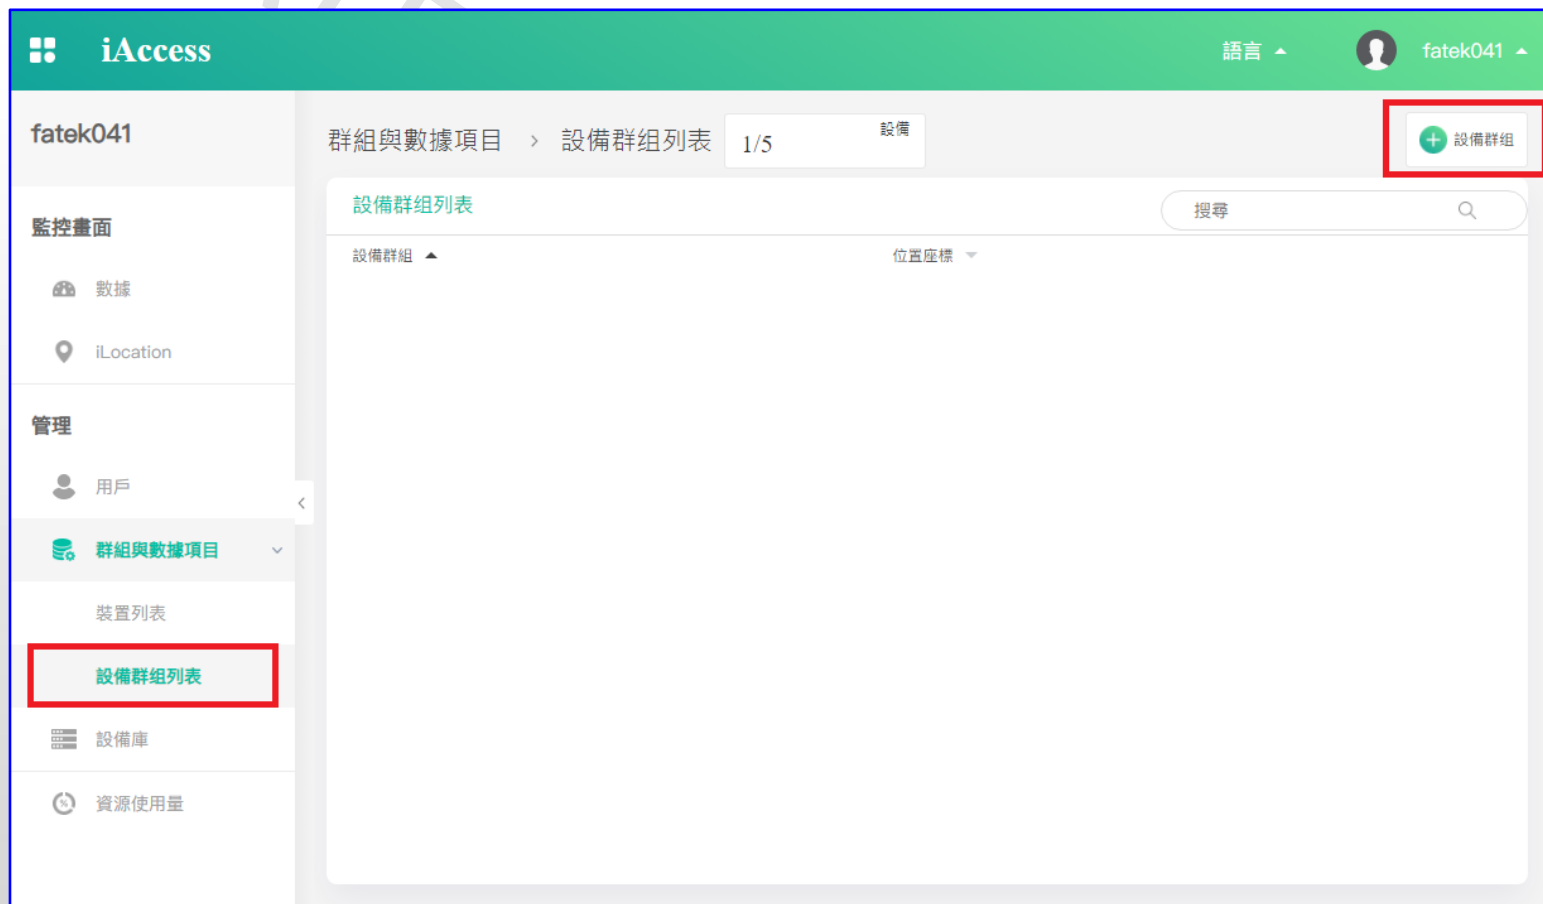 iAccess
語言
fatek041
fatek041
群組與數據項目 > 設備群组列表
1/5
設備
設備群组
監控畫面
數據
iLocation
管理
用戶
群組與數據項目
裝置列表
設備群组列表
設備庫
資源使用量
設備群组列表
搜尋
設備群組
位置座標